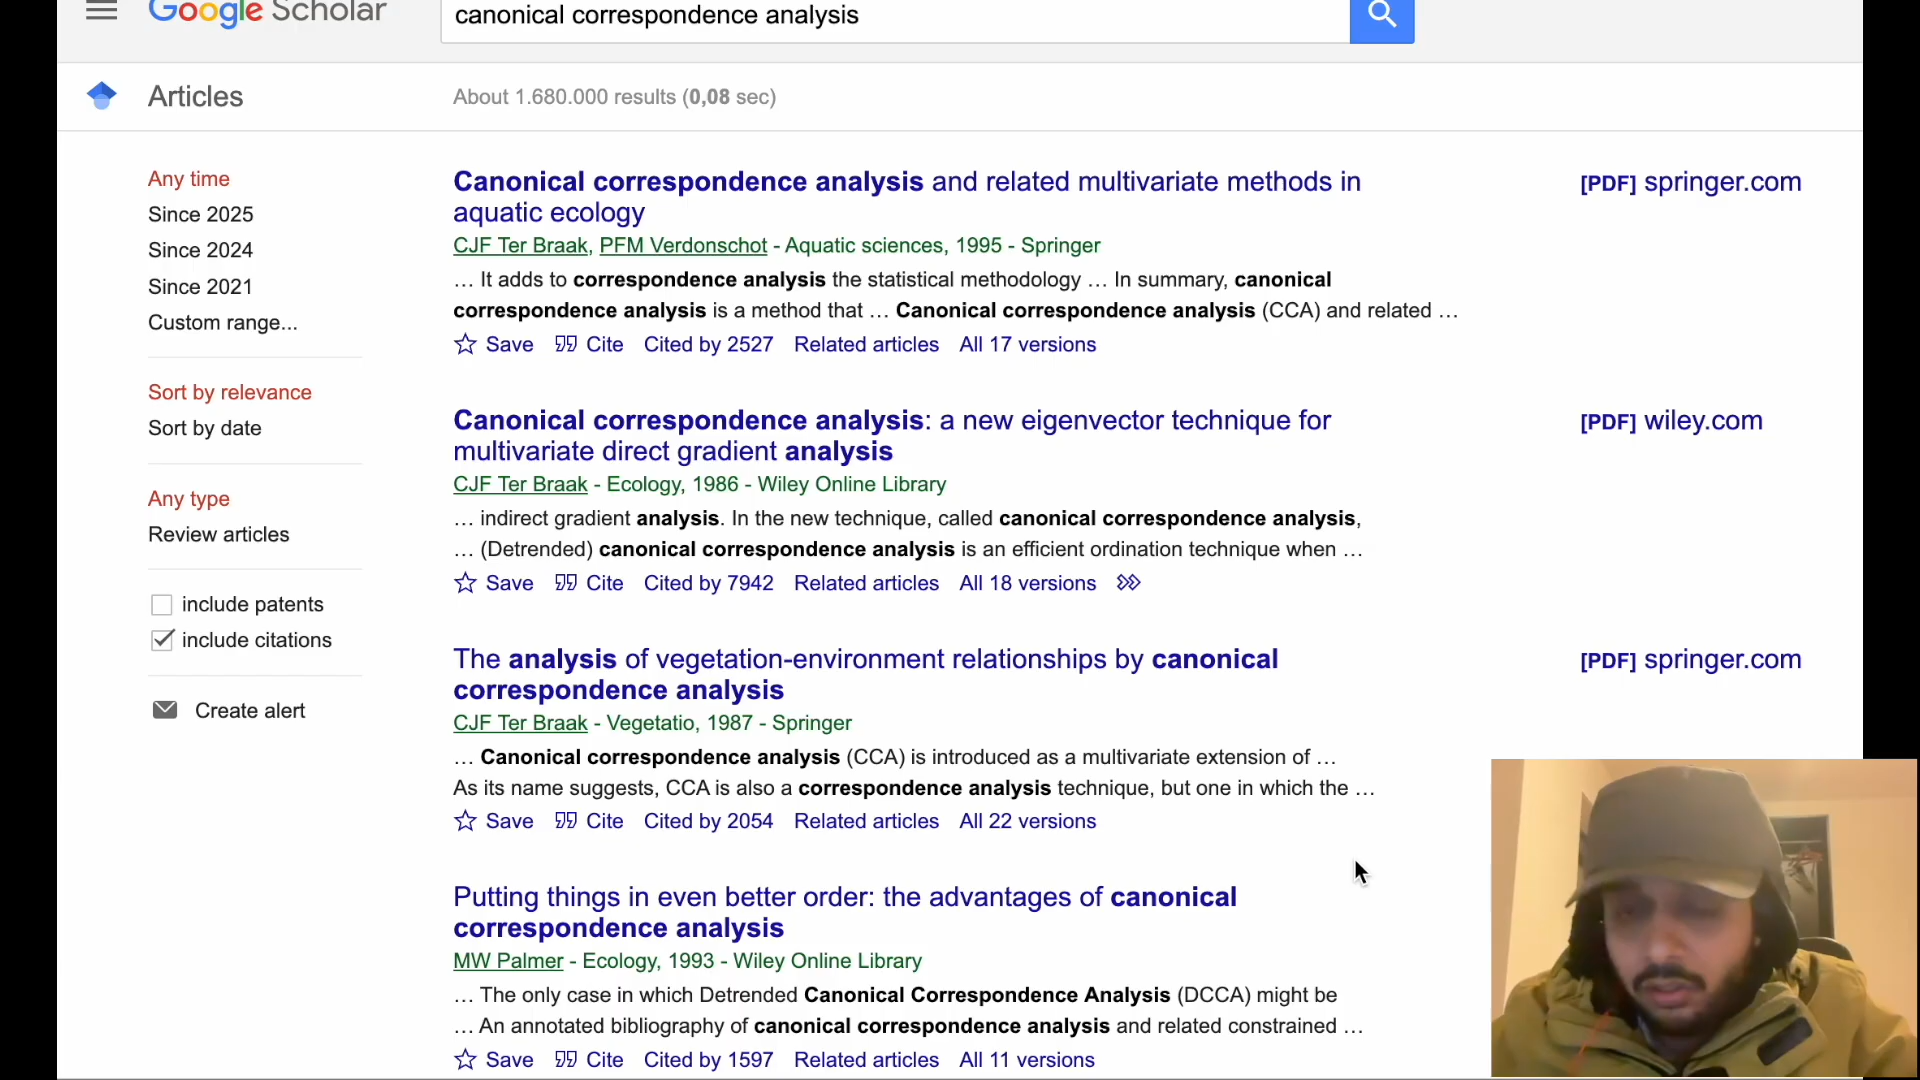 Google Scholar
canonical correspondence analysis
Articles
About 1.680.000 results (0,08 sec)
Any time
Since 2025
Since 2024
Since 2021
Custom range...
Sort by relevance
Sort by date
Any type
Review articles
include patents
include citations
Create alert
Canonical correspondence analysis and related multivariate methods in
aquatic ecology
[PDF] springer.com
CJF Ter Braak, PFM Verdonschot - Aquatic sciences, 1995 - Springer
… It adds to correspondence analysis the statistical methodology … In summary, canonical
correspondence analysis is a method that … Canonical correspondence analysis (CCA) and related …
Save Cite Cited by 2527 Related articles All 17 versions
Canonical correspondence analysis: a new eigenvector technique for
multivariate direct gradient analysis
[PDF] wiley.com
CJF Ter Braak - Ecology, 1986 - Wiley Online Library
… indirect gradient analysis. In the new technique, called canonical correspondence analysis,
… (Detrended) canonical correspondence analysis is an efficient ordination technique when …
Save Cite Cited by 7942 Related articles All 18 versions
The analysis of vegetation-environment relationships by canonical
correspondence analysis
[PDF] springer.com
CJF Ter Braak - Vegetatio, 1987 - Springer
… Canonical correspondence analysis (CCA) is introduced as a multivariate extension of …
As its name suggests, CCA is also a correspondence analysis technique, but one in which the …
Save Cite Cited by 2054 Related articles All 22 versions
Putting things in even better order: the advantages of canonical
correspondence analysis
MW Palmer - Ecology, 1993 - Wiley Online Library
… The only case in which Detrended Canonical Correspondence Analysis (DCCA) might be
… An annotated bibliography of canonical correspondence analysis and related constrained …
Save Cite Cited by 1597 Related articles All 11 versions